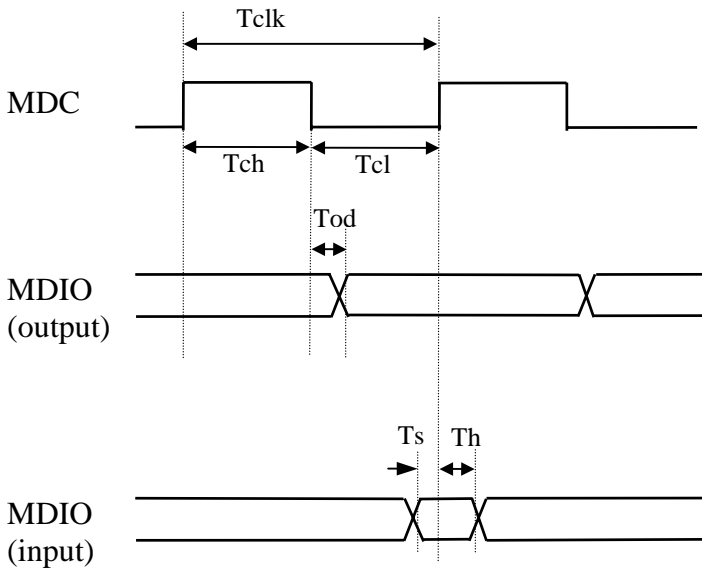 Tclk
MDC
Tch
Tcl
Tod
MDIO
(output)
Ts
Th
MDIO
(input)